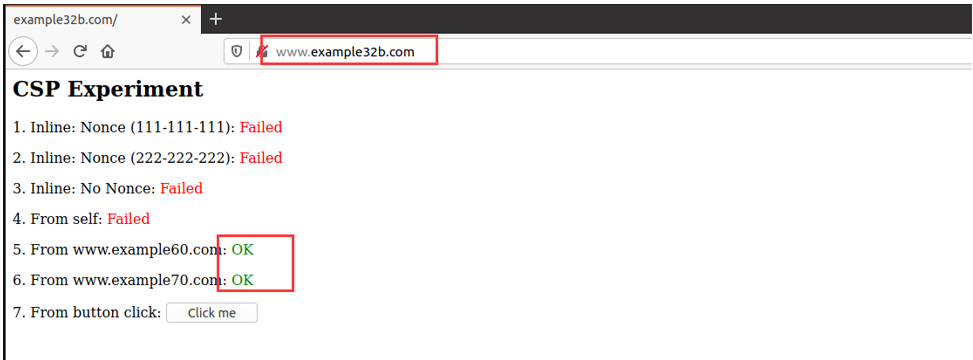 example32b.com/
www.example32b.com
CSP Experiment
1. Inline: Nonce (111-111-111): Failed
2. Inline: Nonce (222-222-222): Failed
3. Inline: No Nonce: Failed
4. From self: Failed
5. From www.example60.com: OK
6. From www.example70.com: OK
7. From button click: Click me